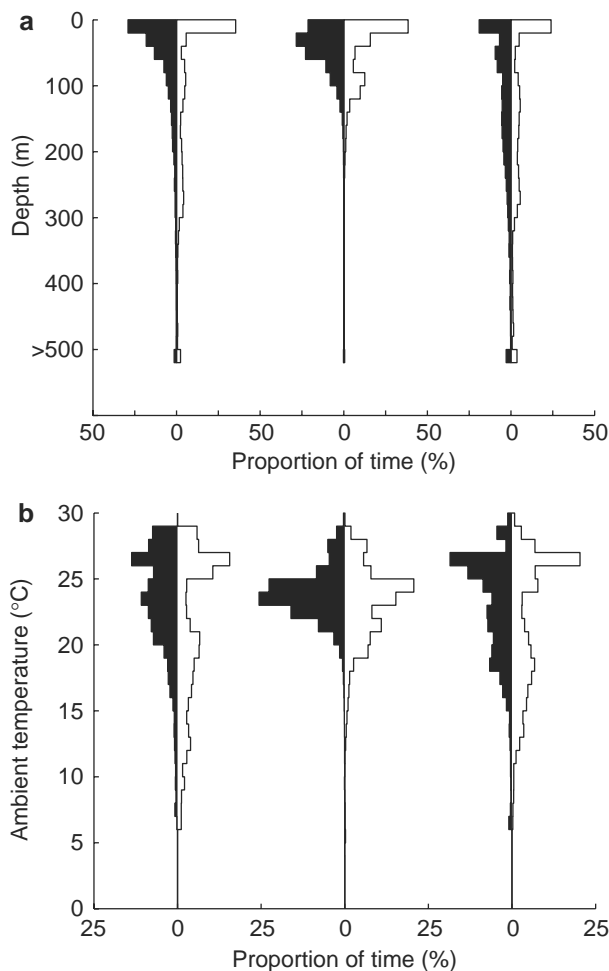 a
0
100
200
300
400
>500
Depth (m)
50 0 50 0 50 0 50
Proportion of time (%)
b
30
25
20
15
10
5
0
Ambient temperature (°C)
25 0 25 0 25 0 25
Proportion of time (%)